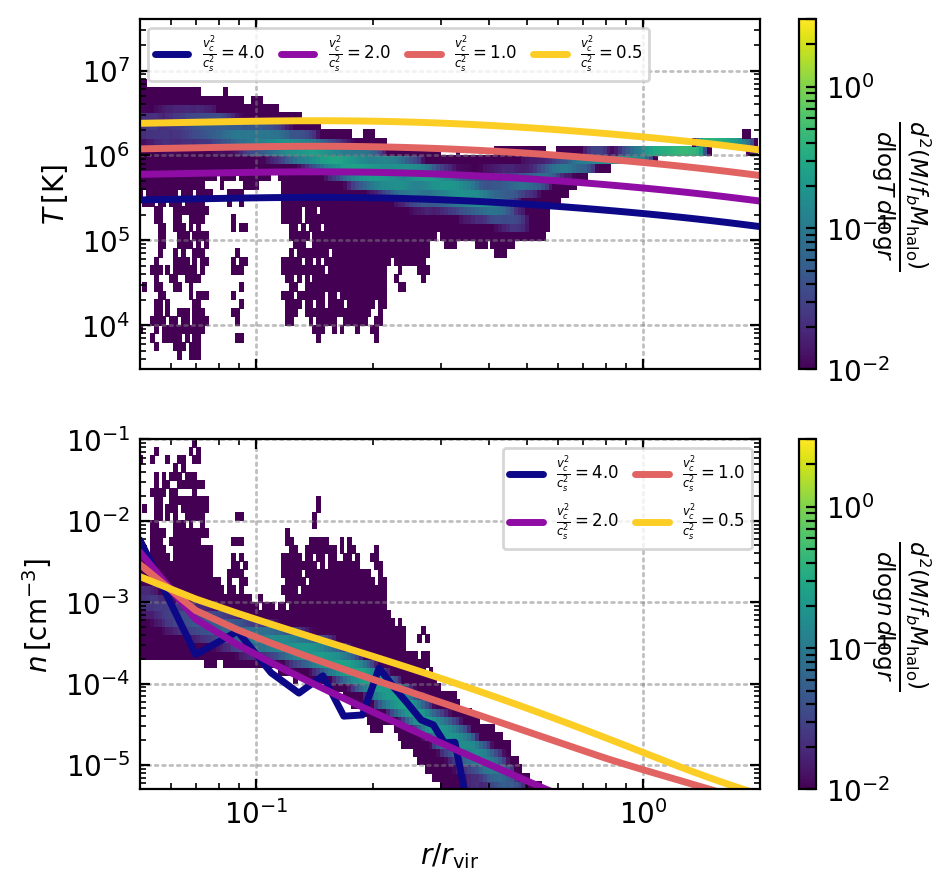 v_c^2/c_s^2 = 4.0 v_c^2/c_s^2 = 2.0 v_c^2/c_s^2 = 1.0 v_c^2/c_s^2 = 0.5
10^7
10^6
10^5
10^4
T [K]
10^0
10^-1
10^-2
d^2(M/f_b M_halo)
dlogT dlogr
v_c^2/c_s^2 = 4.0 v_c^2/c_s^2 = 1.0
v_c^2/c_s^2 = 2.0 v_c^2/c_s^2 = 0.5
10^-1
10^-2
10^-3
10^-4
10^-5
n [cm^-3]
10^-1 10^0
r/r_vir
10^0
10^-1
10^-2
d^2(M/f_b M_halo)
dlogn dlogr